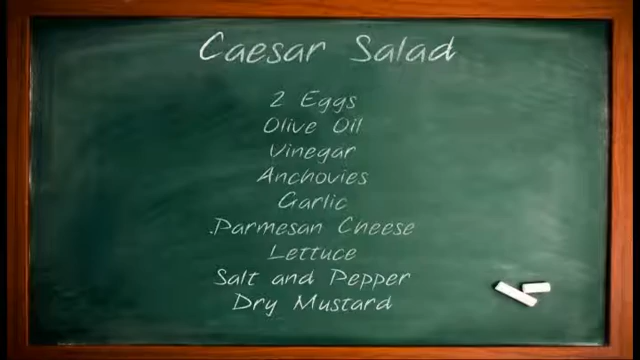 Caesar Salad
2 Eggs
Olive Oil
Vinegar
Anchovies
Garlic
.Parmesan Cheese
Lettuce
Salt and Pepper
Dry Mustard